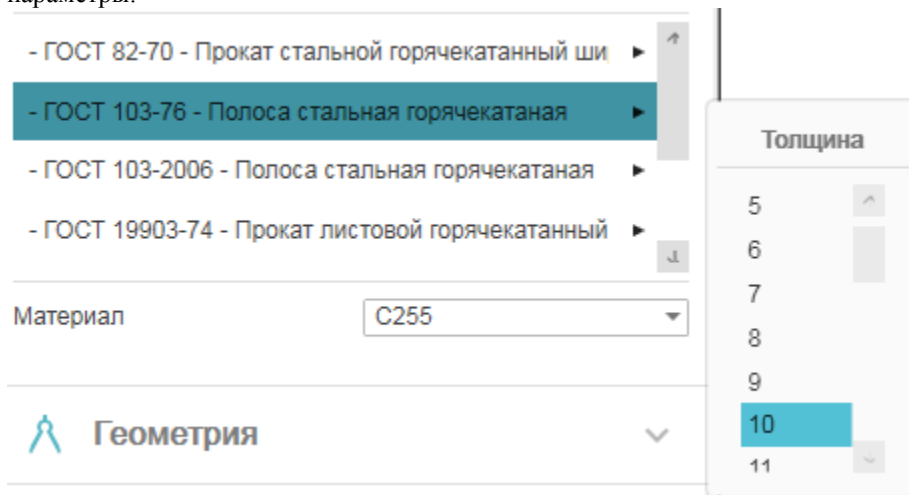 параметры.
- ГОСТ 82-70 - Прокат стальной горячекатанный ши
- ГОСТ 103-76 - Полоса стальная горячекатаная
- ГОСТ 103-2006 - Полоса стальная горячекатаная
- ГОСТ 19903-74 - Прокат листовой горячекатанный
Материал
С255
Геометрия
Толщина
5
6
7
8
9
10
11